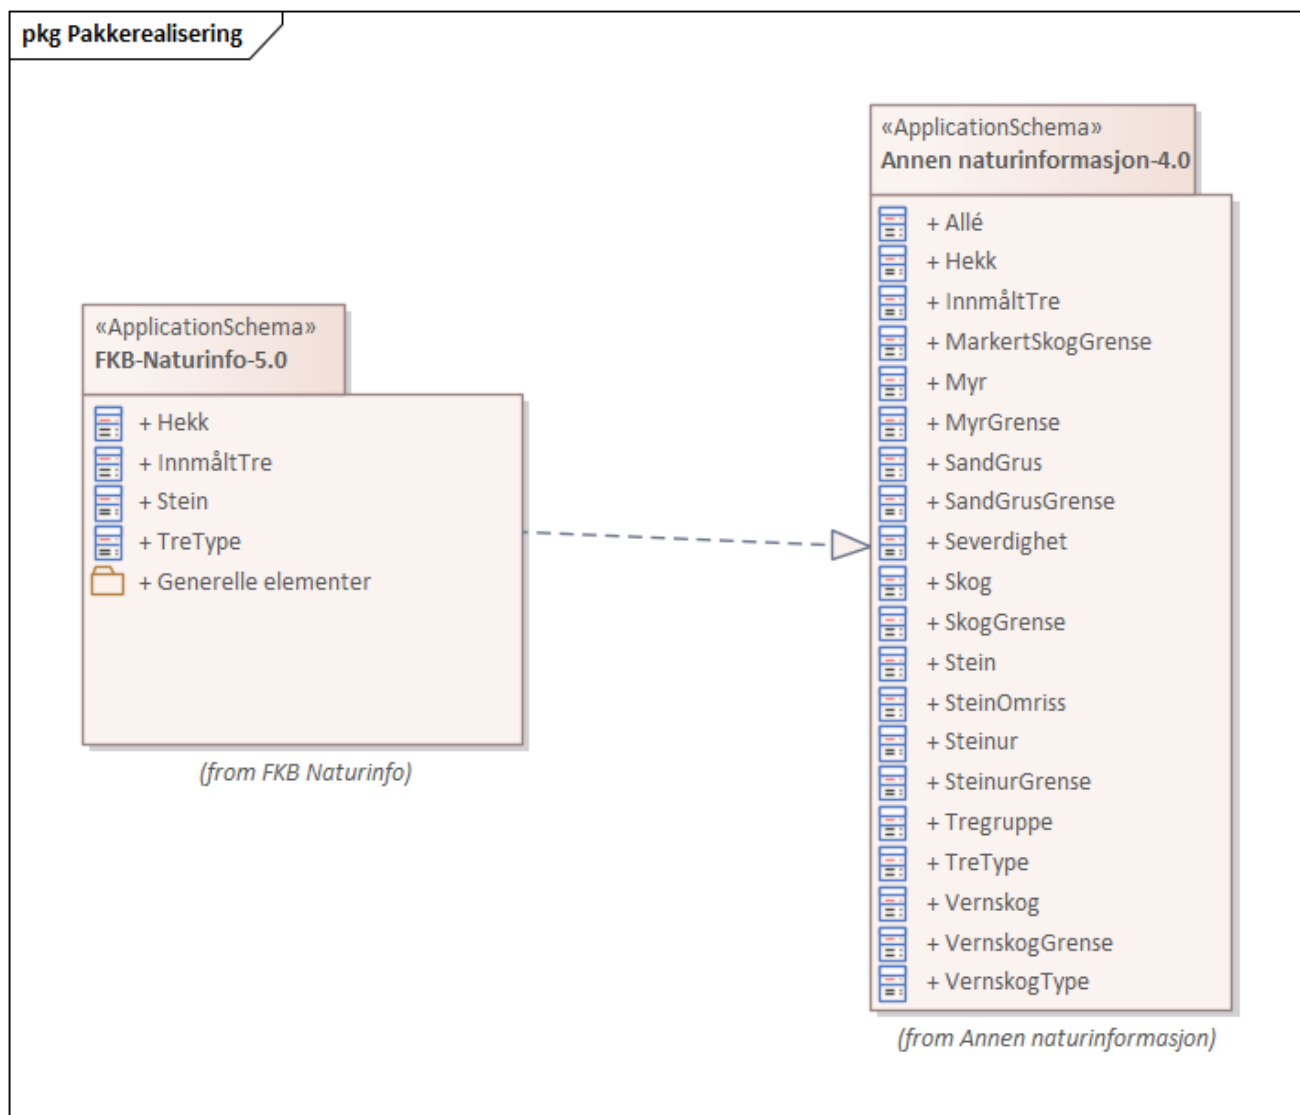 pkg Pakkerealisering
«ApplicationSchema»
FKB-Naturinfo-5.0
+ Hekk
+ InnmåltTre
+ Stein
+ TreType
+ Generelle elementer
(from FKB Naturinfo)
«ApplicationSchema»
Annen naturinformasjon-4.0
+ Allé
+ Hekk
+ InnmåltTre
+ MarkertSkogGrense
+ Myr
+ MyrGrense
+ SandGrus
+ SandGrusGrense
+ Severdighet
+ Skog
+ SkogGrense
+ Stein
+ SteinOmriss
+ Steinur
+ SteinurGrense
+ Tregruppe
+ TreType
+ Vernskog
+ VernskogGrense
+ VernskogType
(from Annen naturinformasjon)